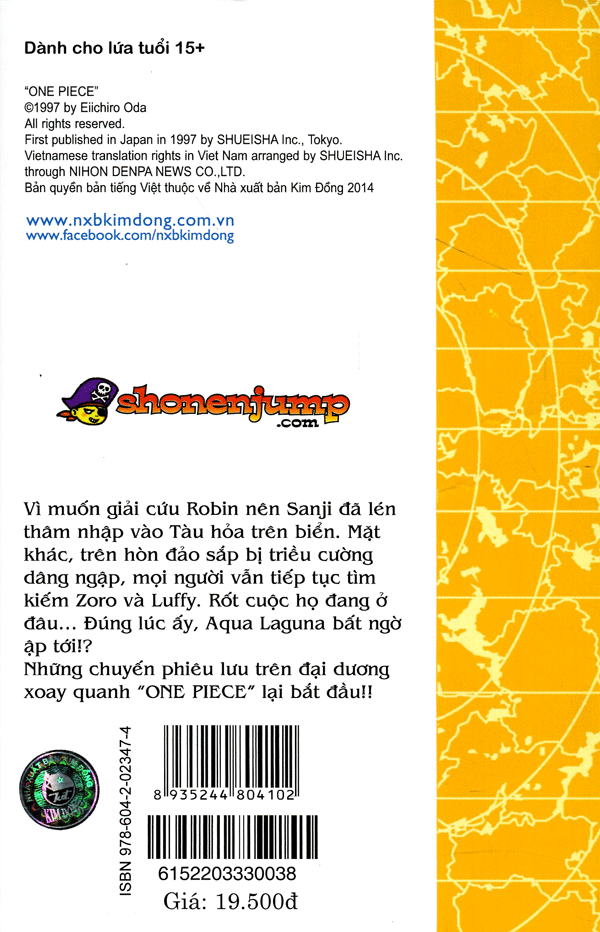 Dành cho lứa tuổi 15+
“ONE PIECE”
©1997 by Eiichiro Oda
All rights reserved.
First published in Japan in 1997 by SHUEISHA Inc., Tokyo.
Vietnamese translation rights in Viet Nam arranged by SHUEISHA Inc.
through NIHON DENPA NEWS CO.,LTD.
Bản quyền bản tiếng Việt thuộc về Nhà xuất bản Kim Đồng 2014
www.nxbkimdong.com.vn
www.facebook.com/nxbkimdong
shonenjump
.com
Vì muốn giải cứu Robin nên Sanji đã lén
thâm nhập vào Tàu hỏa trên biển. Mặt
khác, trên hòn đảo sắp bị triều cường
dâng ngập, mọi người vẫn tiếp tục tìm
kiếm Zoro và Luffy. Rốt cuộc họ đang ở
đâu... Đúng lúc ấy, Aqua Laguna bất ngờ
ập tới!?
Những chuyến phiêu lưu trên đại dương
xoay quanh “ONE PIECE” lại bắt đầu!!
ISBN 978-604-2-02347-4
8 935244 804102
6152203330038
Giá: 19.500đ